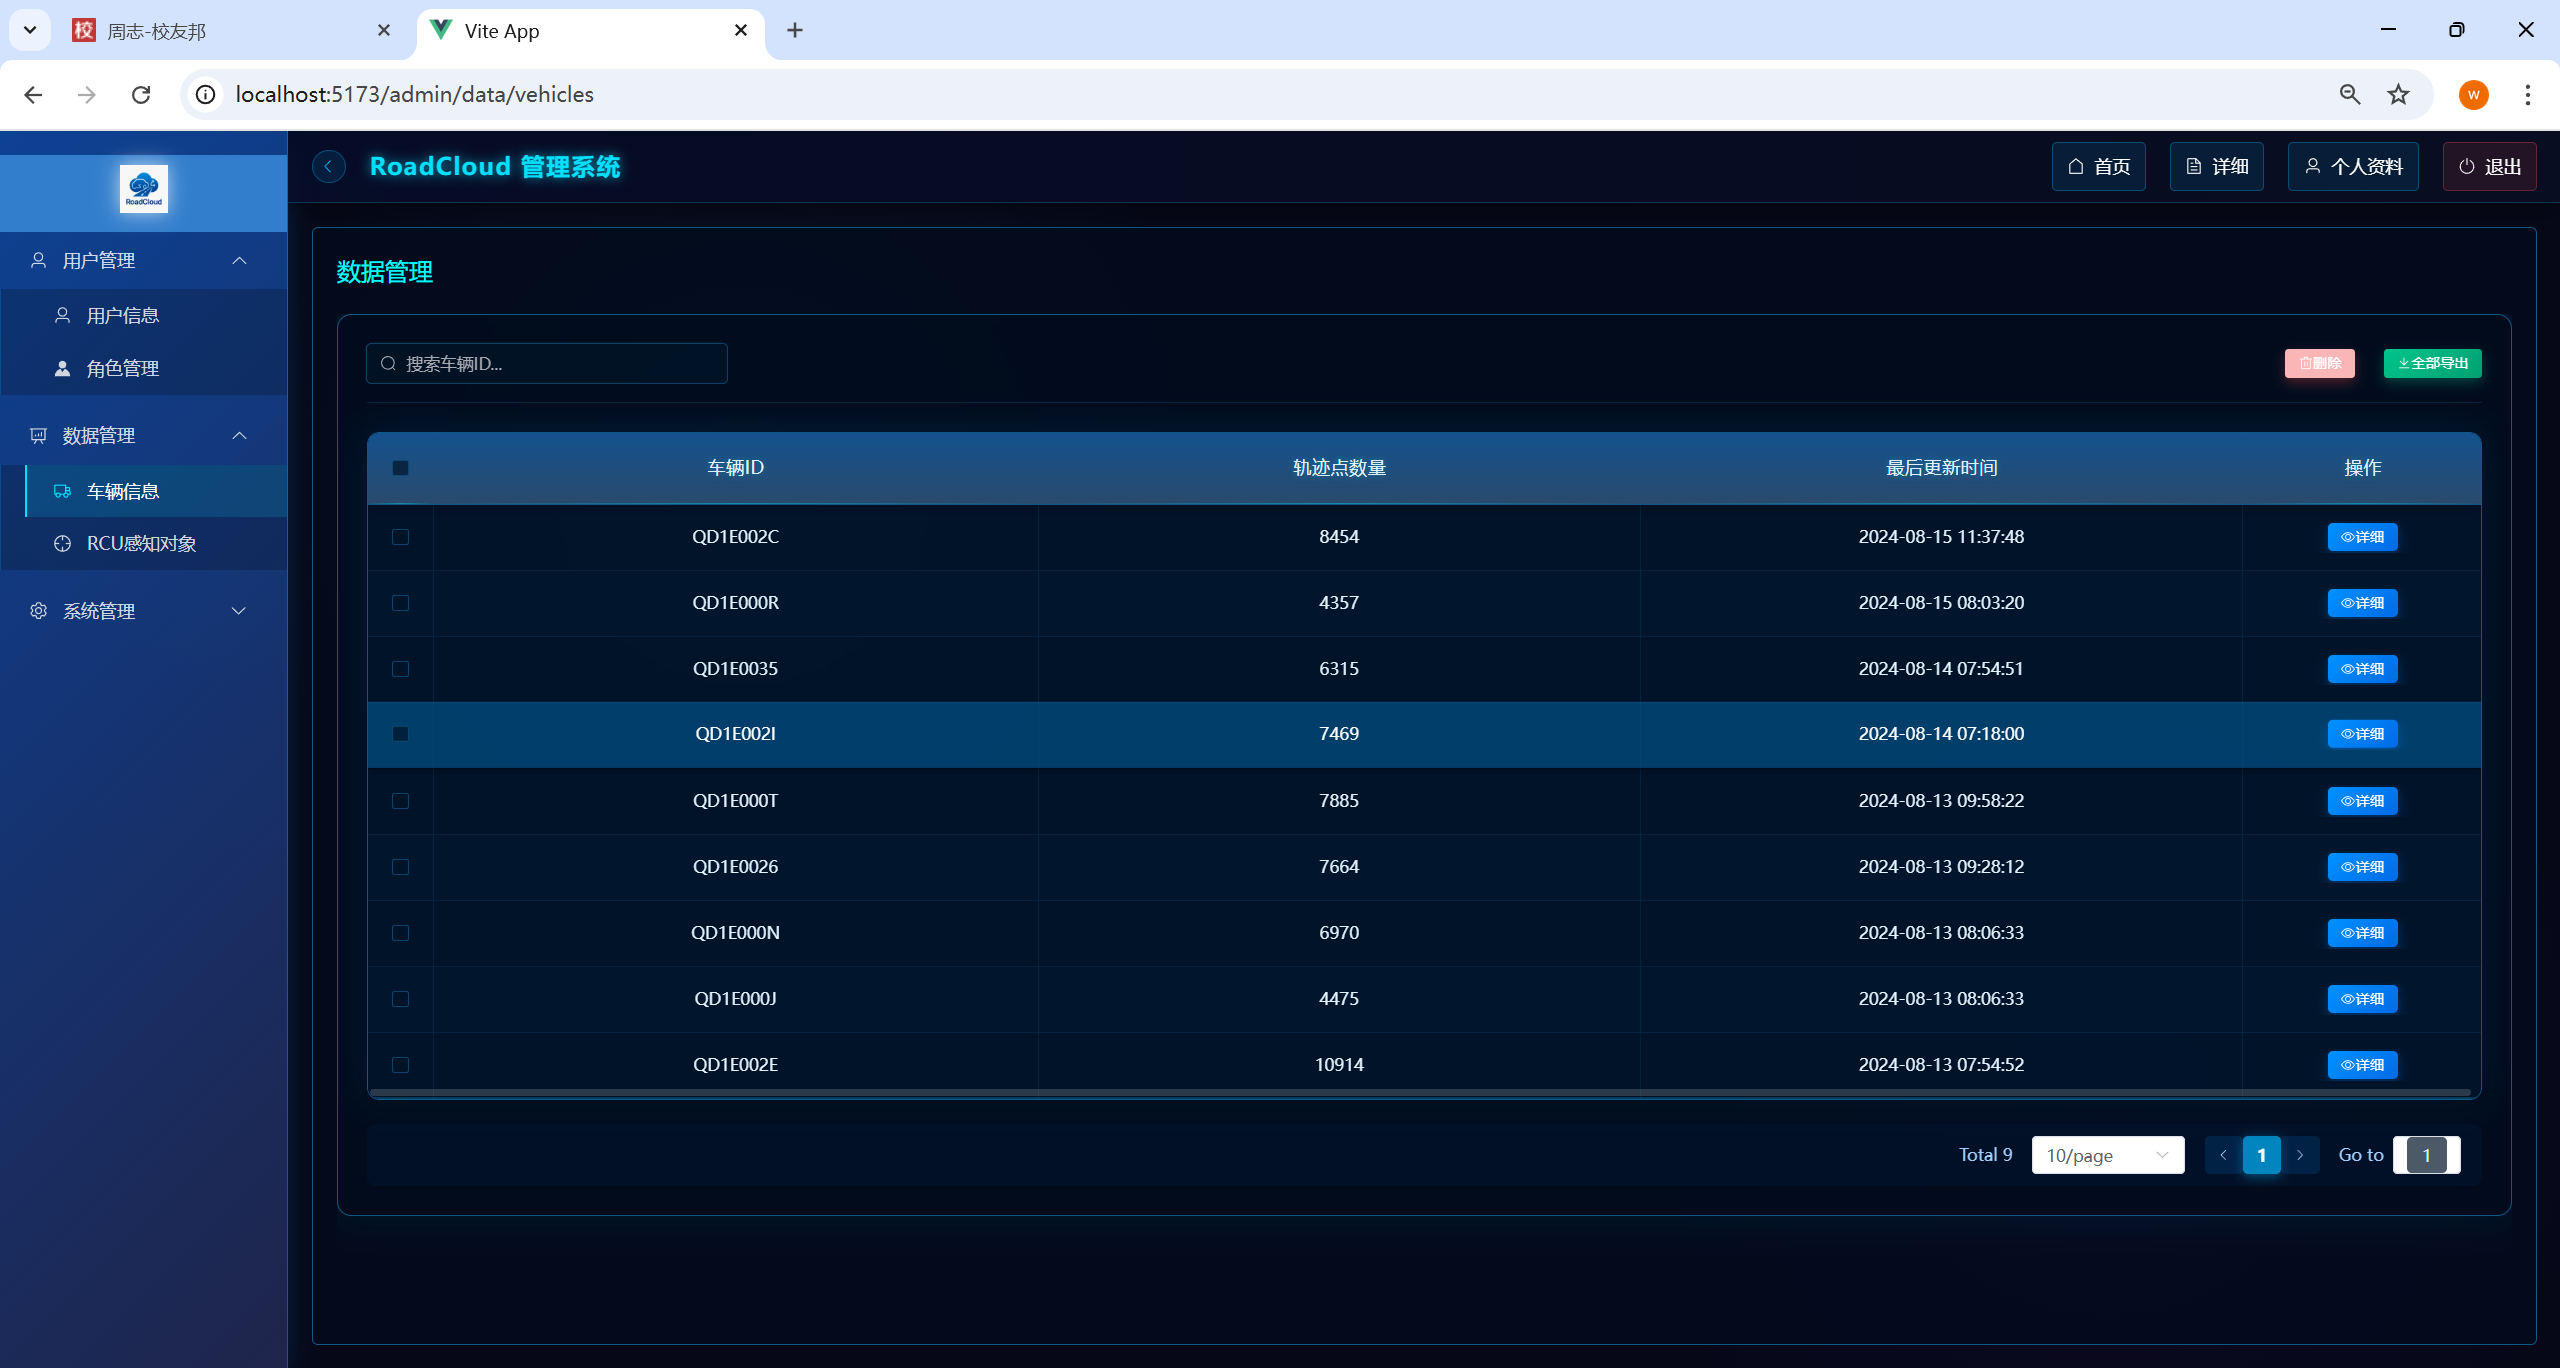 校 周志-校友邦
Vite App
localhost:5173/admin/data/vehicles
W
RoadCloud
RoadCloud 管理系统
首页
详细
个人资料
退出
用户管理
用户信息
角色管理
数据管理
车辆信息
RCU感知对象
系统管理
数据管理
搜索车辆ID...
删除
全部导出
车辆ID 轨迹点数量 最后更新时间 操作
QD1E002C 8454 2024-08-15 11:37:48 详细
QD1E000R 4357 2024-08-15 08:03:20 详细
QD1E0035 6315 2024-08-14 07:54:51 详细
QD1E002I 7469 2024-08-14 07:18:00 详细
QD1E000T 7885 2024-08-13 09:58:22 详细
QD1E0026 7664 2024-08-13 09:28:12 详细
QD1E000N 6970 2024-08-13 08:06:33 详细
QD1E000J 4475 2024-08-13 08:06:33 详细
QD1E002E 10914 2024-08-13 07:54:52 详细
Total 9 10/page 1 Go to 1